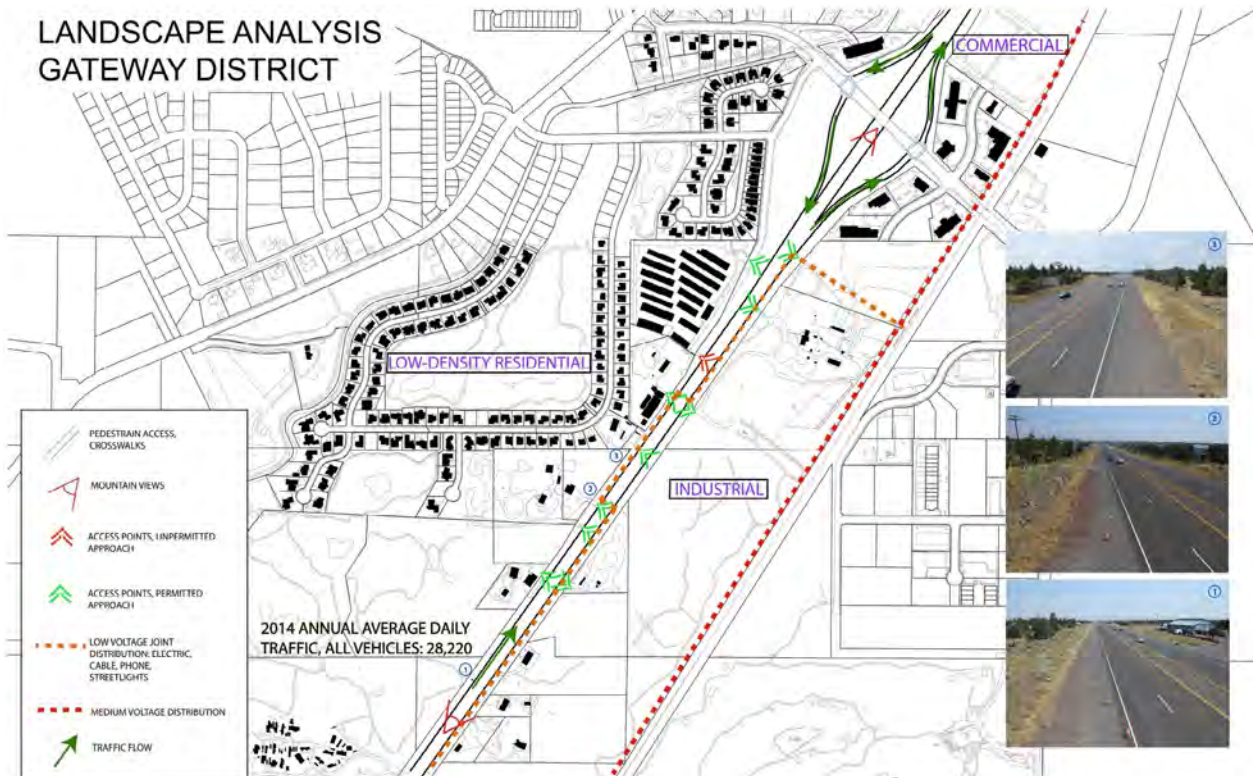 LANDSCAPE ANALYSIS
GATEWAY DISTRICT
COMMERCIAL
LOW-DENSITY RESIDENTIAL
INDUSTRIAL
2014 ANNUAL AVERAGE DAILY
TRAFFIC, ALL VEHICLES: 28,220
PEDESTRAIN ACCESS,
CROSSWALKS
MOUNTAIN VIEWS
ACCESS POINTS, UNPERMITTED
APPROACH
ACCESS POINTS, PERMITTED
APPROACH
LOW VOLTAGE JOINT
DISTRIBUTION: ELECTRIC,
CABLE, PHONE,
STREETLIGHTS
MEDIUM VOLTAGE DISTRIBUTION
TRAFFIC FLOW
3
2
1
1